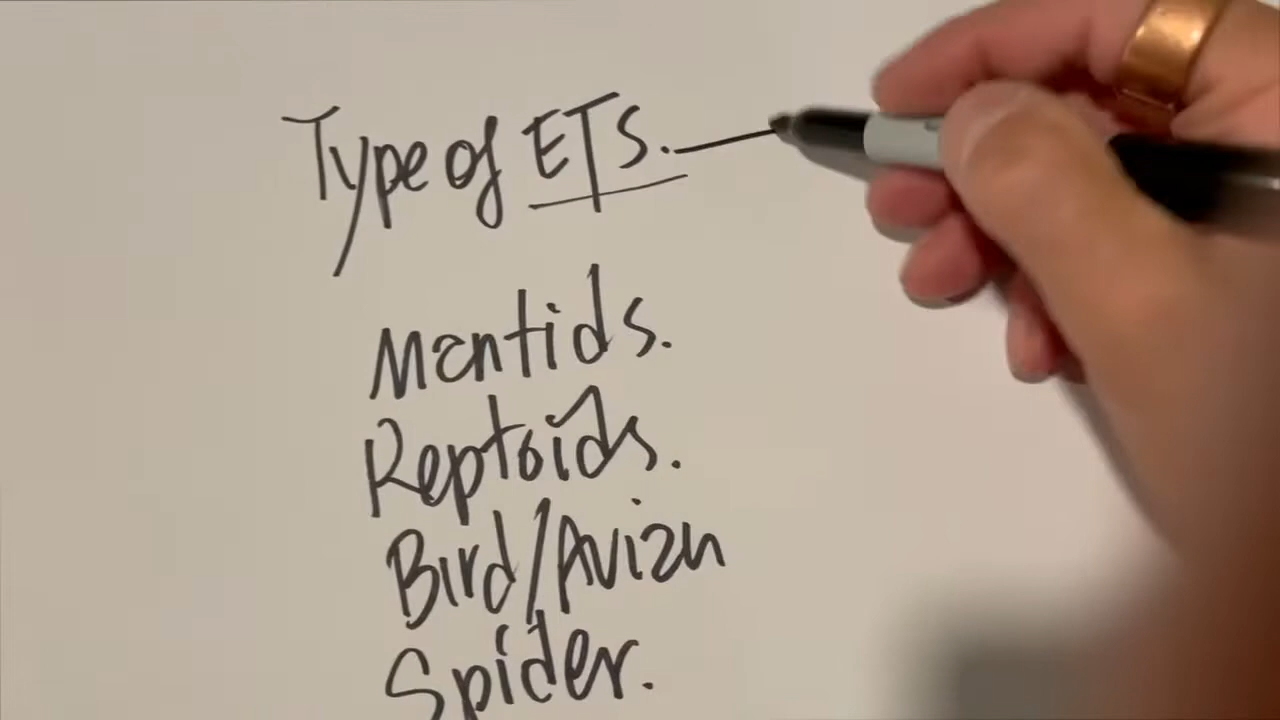 Type of ETs.
Mantids.
Reptoids.
Bird/Avian
Spider.